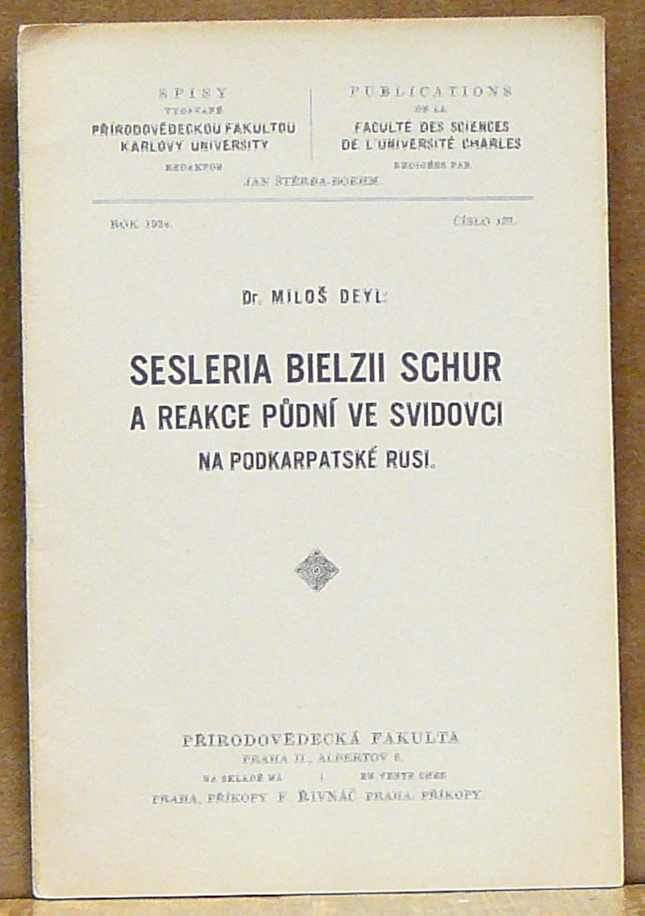 SPISY
VYDÁVANÉ
PŘÍRODOVĚDECKOU FAKULTOU
KARLOVY UNIVERSITY
REDAKTOR
PUBLICATIONS
DE LA
FACULTÉ DES SCIENCES
DE L'UNIVERSITÉ CHARLES
REDIGÉES PAR
JAN ŠTĚRBA-BOEHM.
ROK
ČÍSLO
Dr. MILOŠ DEYL:
SESLERIA BIELZII SCHUR
A REAKCE PŮDNÍ VE SVIDOVCI
NA PODKARPATSKÉ RUSI.
PŘÍRODOVĚDECKÁ FAKULTA
PRAHA II., ALBERTOV 6.
NA SKLADĚ MÁ | EN VENTE CHEZ
PRAHA, PŘÍKOPY F. ŘIVNÁČ PRAHA, PŘÍKOPY